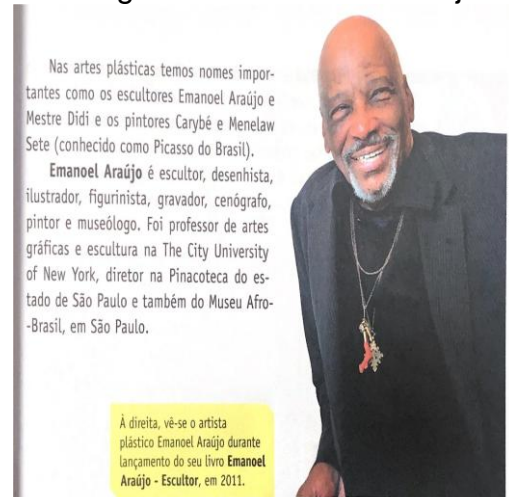 Nas artes plásticas temos nomes impor-
tantes como os escultores Emanoel Araújo e
Mestre Didi e os pintores Carybé e Menelaw
Sete (conhecido como Picasso do Brasil).
Emanoel Araújo é escultor, desenhista,
ilustrador, figurinista, gravador, cenógrafo,
pintor e museólogo. Foi professor de artes
gráficas e escultura na The City University
of New York, diretor na Pinacoteca do es-
tado de São Paulo e também do Museu Afro-
-Brasil, em São Paulo.
À direita, vê-se o artista
plástico Emanoel Araújo durante
lançamento do seu livro Emanoel
Araújo - Escultor, em 2011.